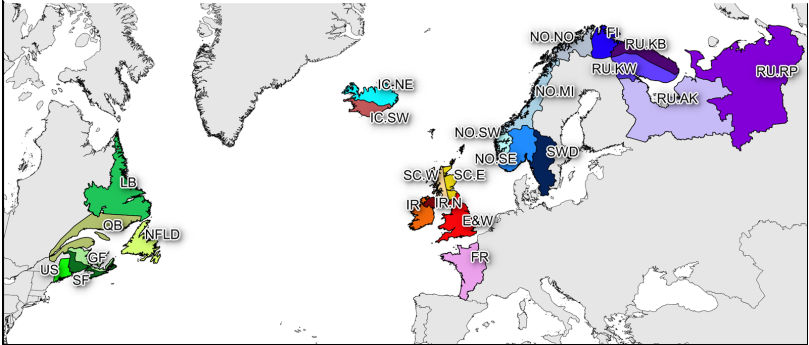 NO.NO
FI
RU.KB
RU.KW
RU.RP
IC.NE
NO.MI
RU.AK
IC.SW
NO.SW
SWD
NO.SE
SC.W
SC.E
LB
IR
IR.N
QB
E&W
NFLD
GF
FR
US
SF